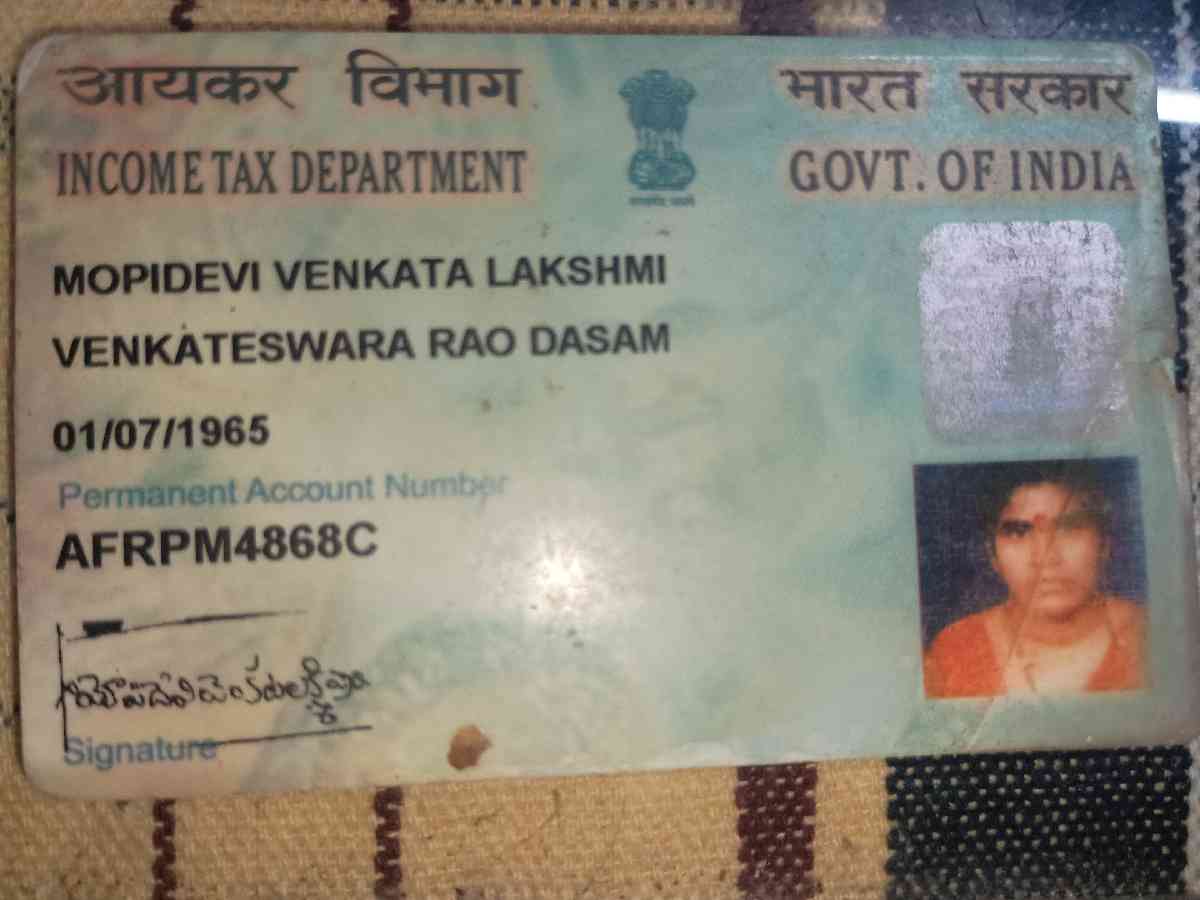 आयकर विभाग
भारत सरकार
INCOME TAX DEPARTMENT
GOVT. OF INDIA
MOPIDEVI VENKATA LAKSHMI
VENKATESWARA RAO DASAM
01/07/1965
Permanent Account Number
AFRPM4868C
Signature